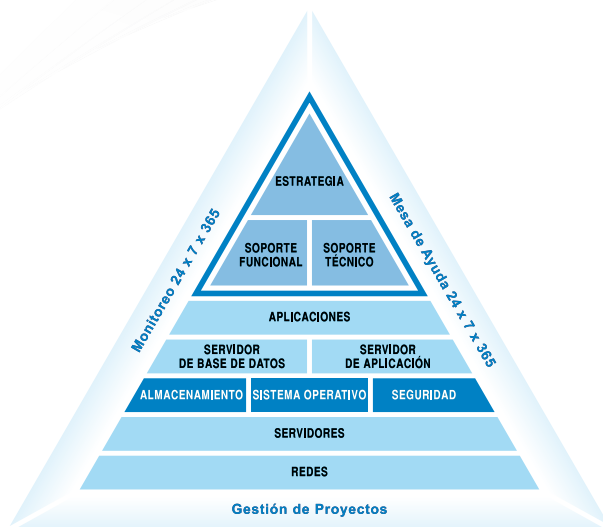 ESTRATEGIA
SOPORTE
FUNCIONAL
SOPORTE
TÉCNICO
Monitoreo 24 x 7 x 365
Mesa de Ayuda 24 x 7 x 365
APLICACIONES
SERVIDOR
DE BASE DE DATOS
SERVIDOR
DE APLICACIÓN
ALMACENAMIENTO
SISTEMA OPERATIVO
SEGURIDAD
SERVIDORES
REDES
Gestión de Proyectos